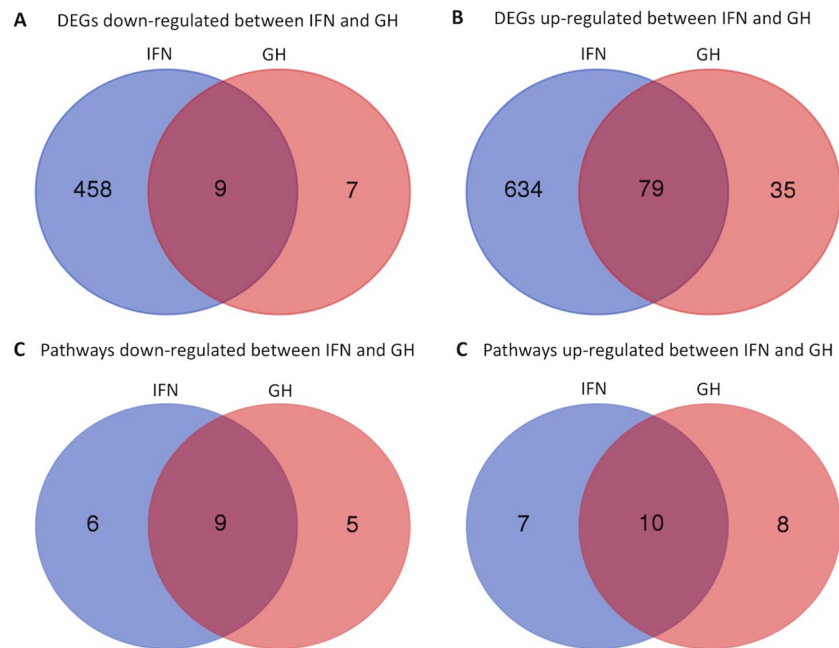 A DEGs down-regulated between IFN and GH
IFN GH
458 9 7
B DEGs up-regulated between IFN and GH
IFN GH
634 79 35
C Pathways down-regulated between IFN and GH
IFN GH
6 9 5
C Pathways up-regulated between IFN and GH
IFN GH
7 10 8